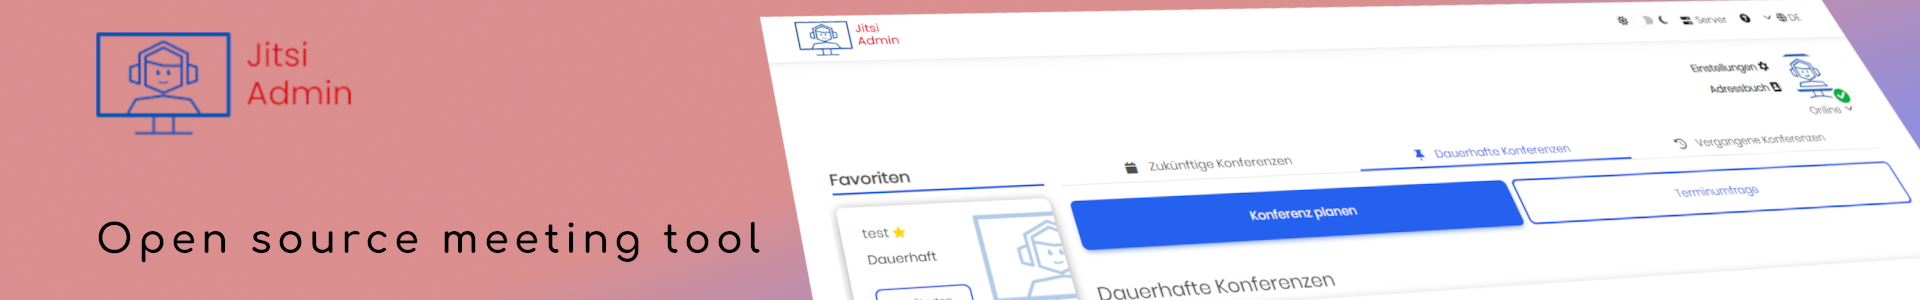 Jitsi
Admin
Open source meeting tool
Jitsi
Admin
Server
DE
Einstellungen
Adressbuch
Online
Favoriten
Zukünftige Konferenzen
Dauerhafte Konferenzen
Vergangene Konferenzen
Konferenz planen
Terminumfrage
test
Dauerhaft
Dauerhafte Konferenzen